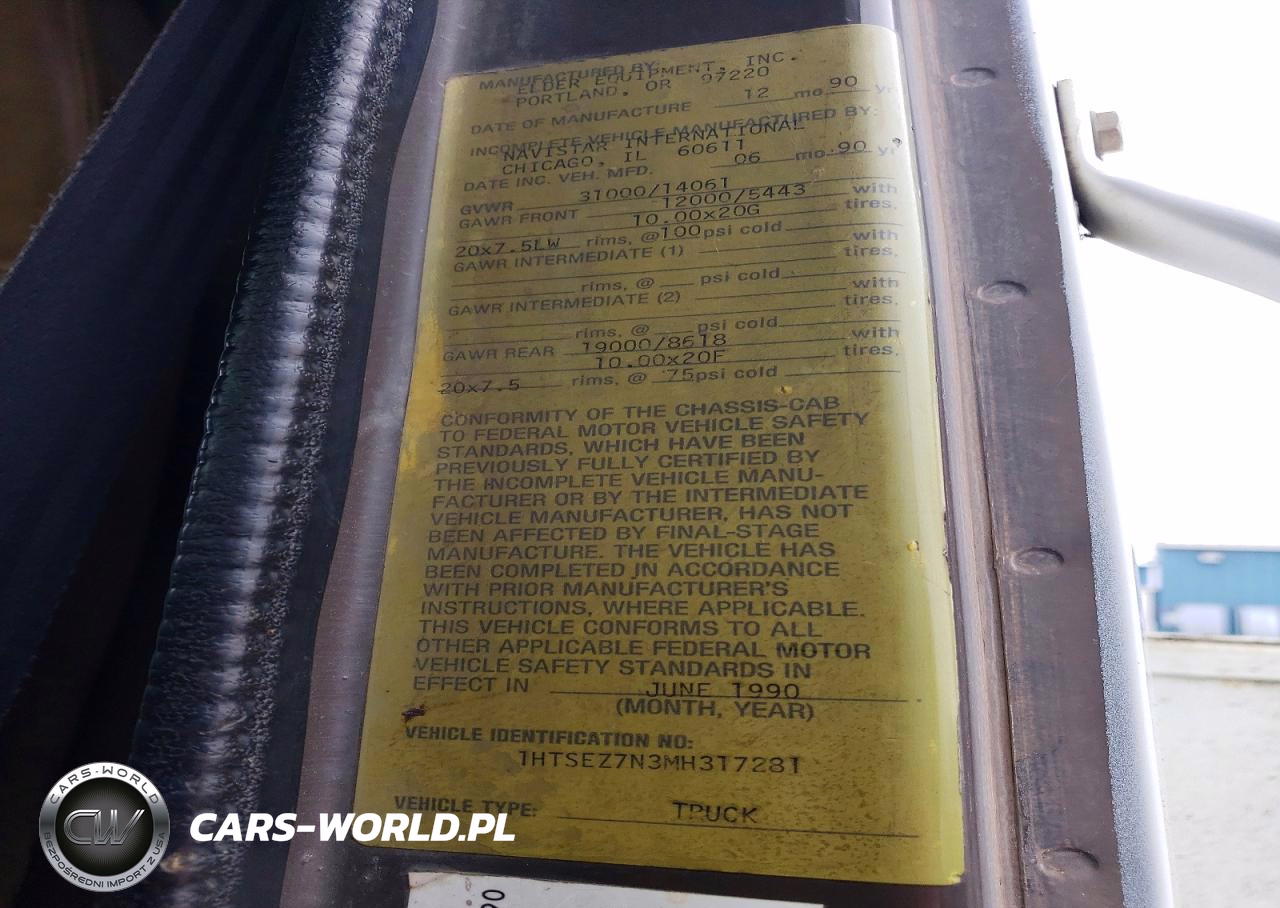 MANUFACTURED BY:
ELDER EQUIPMENT, INC.
PORTLAND, OR 97220
DATE OF MANUFACTURE 12 mo. 90 yr.
INCOMPLETE VEHICLE MANUFACTURED BY:
NAVISTAR INTERNATIONAL
CHICAGO, IL 60611
DATE INC. VEH. MFD. 06 mo. 90 yr.
GVWR 31000/14061
GAWR FRONT 12000/5443 with
10.00x20G tires,
20x7.5LW rims, @ 100 psi cold
GAWR INTERMEDIATE (1) with
tires,
rims, @ psi cold
GAWR INTERMEDIATE (2) with
tires,
rims, @ psi cold
GAWR REAR 19000/8618 with
10.00x20F tires,
20x7.5 rims, @ 75 psi cold
CONFORMITY OF THE CHASSIS-CAB
TO FEDERAL MOTOR VEHICLE SAFETY
STANDARDS, WHICH HAVE BEEN
PREVIOUSLY FULLY CERTIFIED BY
THE INCOMPLETE VEHICLE MANU-
FACTURER OR BY THE INTERMEDIATE
VEHICLE MANUFACTURER, HAS NOT
BEEN AFFECTED BY FINAL-STAGE
MANUFACTURE. THE VEHICLE HAS
BEEN COMPLETED IN ACCORDANCE
WITH PRIOR MANUFACTURER'S
INSTRUCTIONS, WHERE APPLICABLE.
THIS VEHICLE CONFORMS TO ALL
OTHER APPLICABLE FEDERAL MOTOR
VEHICLE SAFETY STANDARDS IN
EFFECT IN JUNE 1990
(MONTH, YEAR)
VEHICLE IDENTIFICATION NO:
1HTSEZ7N3MH317281
VEHICLE TYPE: TRUCK
CARS-WORLD
CW
BEZPOŚREDNI IMPORT Z USA
CARS-WORLD.PL